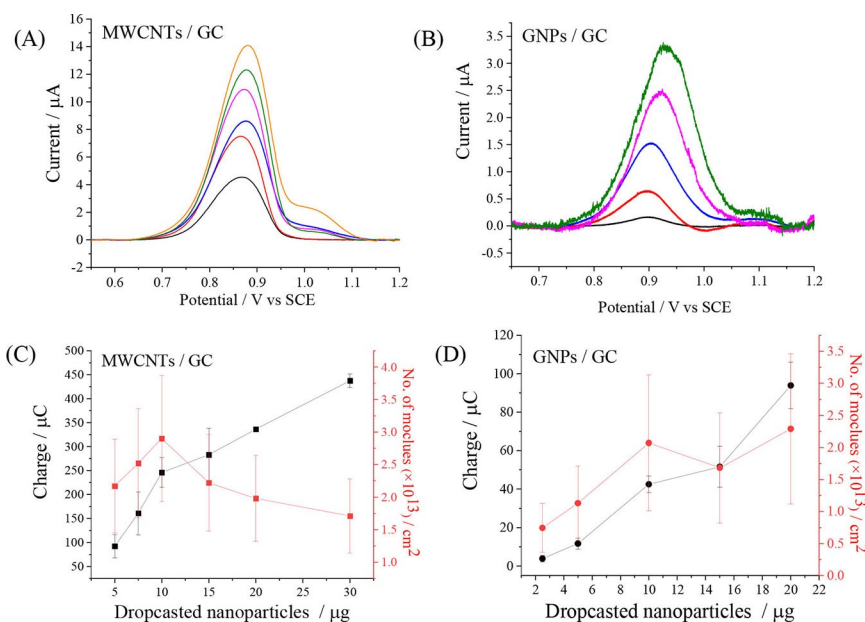 (A)
MWCNTs / GC
Current / μA
16
14
12
10
8
6
4
2
0
-2
0.6 0.7 0.8 0.9 1.0 1.1 1.2
Potential / V vs SCE
(B)
GNPs / GC
Current / μA
3.5
3.0
2.5
2.0
1.5
1.0
0.5
0.0
-0.5
0.7 0.8 0.9 1.0 1.1 1.2
Potential / V vs SCE
(C)
MWCNTs / GC
Charge / μC
500
450
400
350
300
250
200
150
100
50
4.0
3.5
3.0
2.5
2.0
1.5
1.0
No. of moclues (×10¹³) / cm²
5 10 15 20 25 30
Dropcasted nanoparticles / μg
(D)
GNPs / GC
Charge / μC
120
100
80
60
40
20
0
3.5
3.0
2.5
2.0
1.5
1.0
0.5
0.0
No. of moclues (×10¹³) / cm²
2 4 6 8 10 12 14 16 18 20 22
Dropcasted nanoparticles / μg